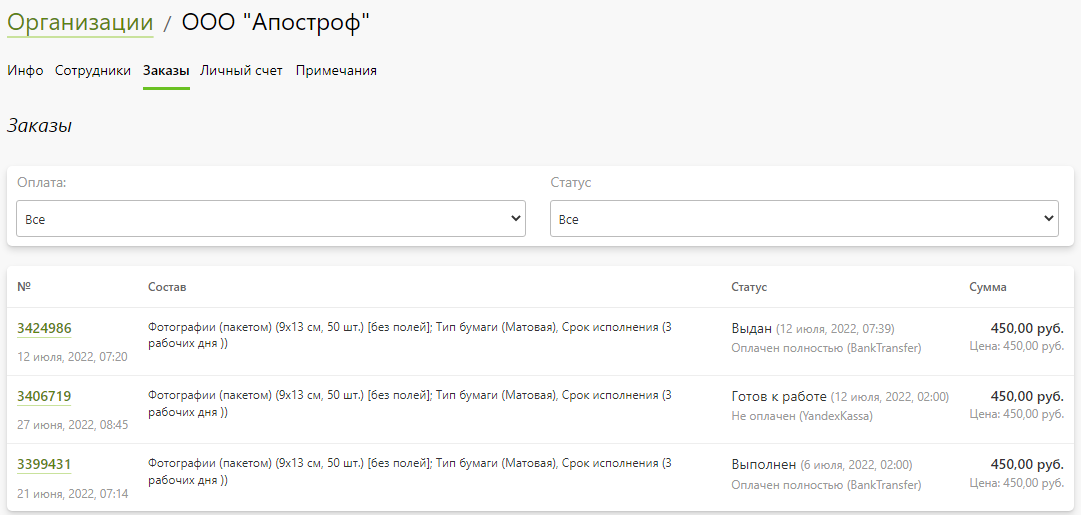 Организации / ООО "Апостроф"
Инфо Сотрудники Заказы Личный счет Примечания
Заказы
Оплата: Статус
Все Все
№ Состав Статус Сумма
3424986 Фотографии (пакетом) (9x13 см, 50 шт.) [без полей]; Тип бумаги (Матовая), Срок исполнения (3 Выдан (12 июля, 2022, 07:39) 450,00 руб.
рабочих дня )) Оплачен полностью (BankTransfer) Цена: 450,00 руб.
12 июля, 2022, 07:20
3406719 Фотографии (пакетом) (9x13 см, 50 шт.) [без полей]; Тип бумаги (Матовая), Срок исполнения (3 Готов к работе (12 июля, 2022, 02:00) 450,00 руб.
рабочих дня )) Не оплачен (YandexKassa) Цена: 450,00 руб.
27 июня, 2022, 08:45
3399431 Фотографии (пакетом) (9x13 см, 50 шт.) [без полей]; Тип бумаги (Матовая), Срок исполнения (3 Выполнен (6 июля, 2022, 02:00) 450,00 руб.
рабочих дня )) Оплачен полностью (BankTransfer) Цена: 450,00 руб.
21 июня, 2022, 07:14